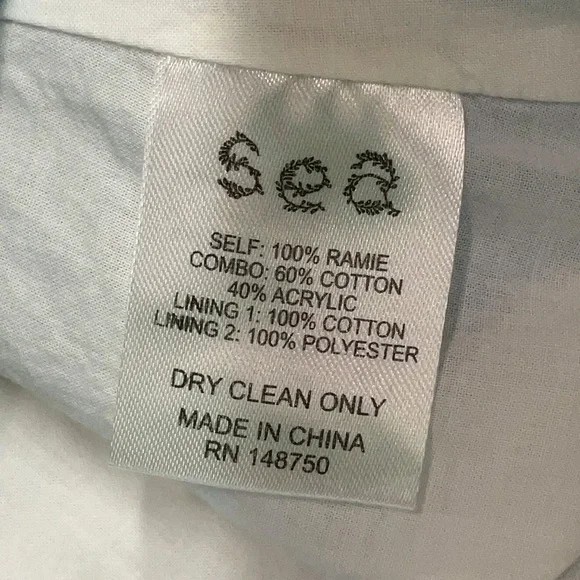 Sea
SELF: 100% RAMIE
COMBO: 60% COTTON
40% ACRYLIC
LINING 1: 100% COTTON
LINING 2: 100% POLYESTER
DRY CLEAN ONLY
MADE IN CHINA
RN 148750